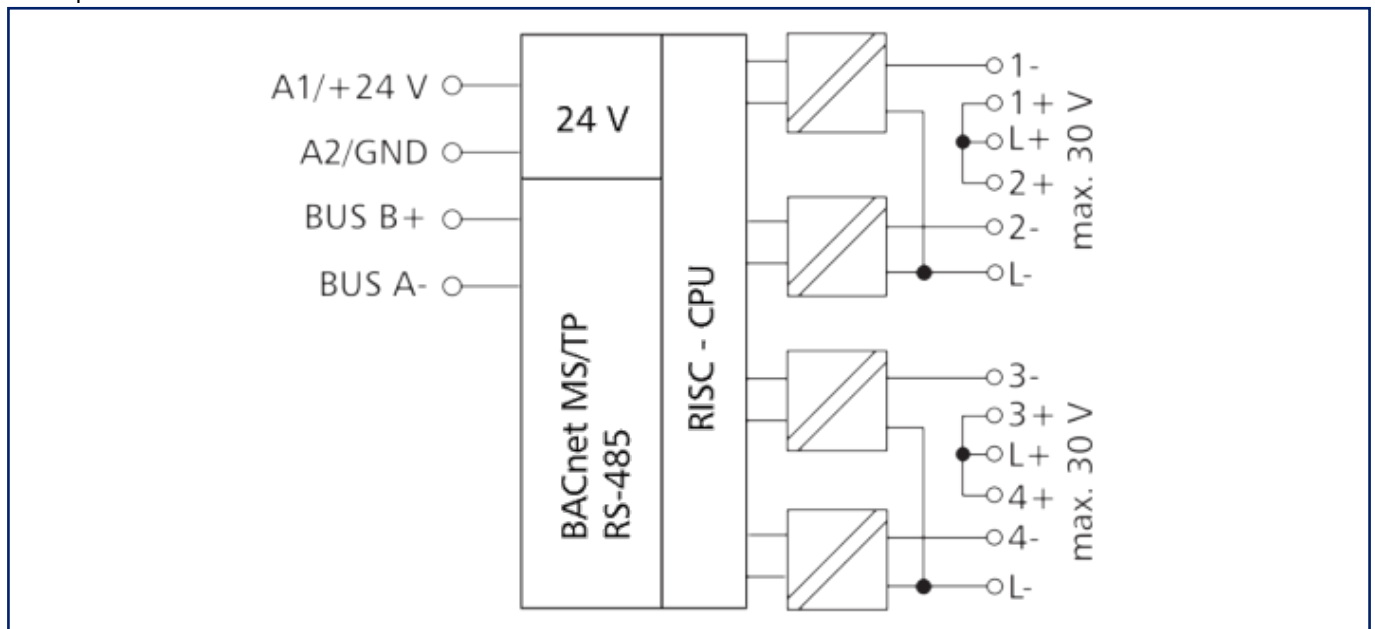 A1/+24 V
A2/GND
BUS B+
BUS A-
24 V
BACnet MS/TP
RS-485
RISC - CPU
1-
1+
L+
2+
2-
L-
max. 30 V
3-
3+
L+
4+
4-
L-
max. 30 V